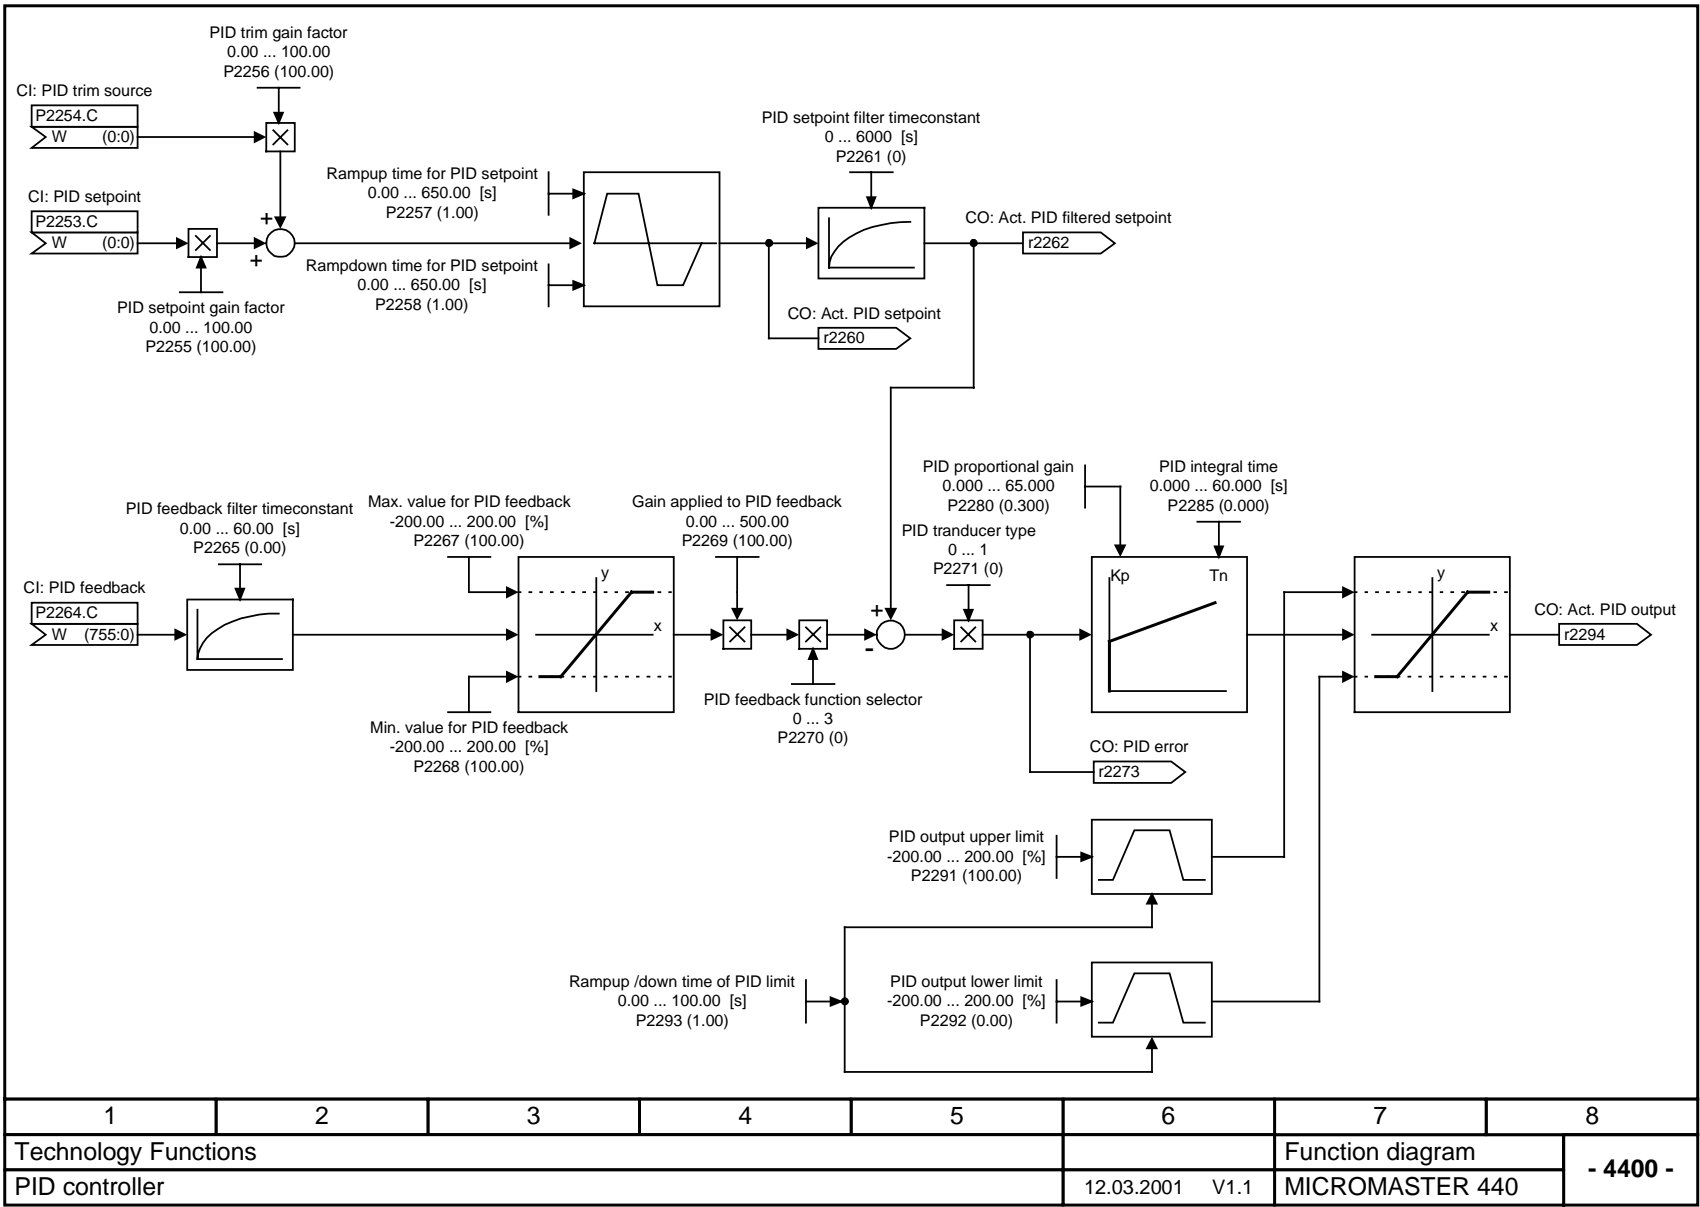 PID trim gain factor
0.00 ... 100.00
P2256 (100.00)
CI: PID trim source
P2254.C
W (0:0)
PID setpoint filter timeconstant
0 ... 6000 [s]
P2261 (0)
Rampup time for PID setpoint
0.00 ... 650.00 [s]
P2257 (1.00)
CI: PID setpoint
P2253.C
W (0:0)
+
+
CO: Act. PID filtered setpoint
r2262
Rampdown time for PID setpoint
0.00 ... 650.00 [s]
P2258 (1.00)
PID setpoint gain factor
0.00 ... 100.00
P2255 (100.00)
CO: Act. PID setpoint
r2260
PID proportional gain
0.000 ... 65.000
P2280 (0.300)
PID integral time
0.000 ... 60.000 [s]
P2285 (0.000)
PID feedback filter timeconstant
0.00 ... 60.00 [s]
P2265 (0.00)
Max. value for PID feedback
-200.00 ... 200.00 [%]
P2267 (100.00)
Gain applied to PID feedback
0.00 ... 500.00
P2269 (100.00)
PID tranducer type
0 ... 1
P2271 (0)
CI: PID feedback
P2264.C
W (755:0)
y
x
+
-
Kp Tn
y
x
CO: Act. PID output
r2294
Min. value for PID feedback
-200.00 ... 200.00 [%]
P2268 (100.00)
PID feedback function selector
0 ... 3
P2270 (0)
CO: PID error
r2273
PID output upper limit
-200.00 ... 200.00 [%]
P2291 (100.00)
Rampup /down time of PID limit
0.00 ... 100.00 [s]
P2293 (1.00)
PID output lower limit
-200.00 ... 200.00 [%]
P2292 (0.00)
1 2 3 4 5 6 7 8
Technology Functions
Function diagram
- 4400 -
PID controller
12.03.2001 V1.1
MICROMASTER 440